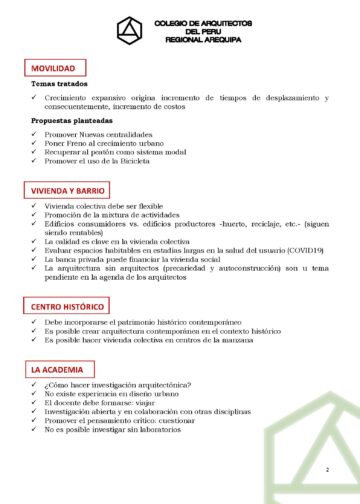 COLEGIO DE ARQUITECTOS
DEL PERU
REGIONAL AREQUIPA
MOVILIDAD
Temas tratados
✓ Crecimiento expansivo origina incremento de tiempos de desplazamiento y
consecuentemente, incremento de costos
Propuestas planteadas
✓ Promover Nuevas centralidades
✓ Poner Freno al crecimiento urbano
✓ Recuperar al peatón como sistema modal
✓ Promover el uso de la Bicicleta
VIVIENDA Y BARRIO
✓ Vivienda colectiva debe ser flexible
✓ Promoción de la mixtura de actividades
✓ Edificios consumidores vs. edificios productores -huerto, reciclaje, etc.- (siguen
siendo rentables)
✓ La calidad es clave en la vivienda colectiva
✓ Evaluar espacios habitables en estadías largas en la salud del usuario (COVID19)
✓ La banca privada puede financiar la vivienda social
✓ La arquitectura sin arquitectos (precariedad y autoconstrucción) son u tema
pendiente en la agenda de los arquitectos
CENTRO HISTÓRICO
✓ Debe incorporarse el patrimonio histórico contemporáneo
✓ Es posible crear arquitectura contemporánea en el contexto histórico
✓ Es posible hacer vivienda colectiva en centros de la manzana
LA ACADEMIA
✓ ¿Cómo hacer investigación arquitectónica?
✓ No existe experiencia en diseño urbano
✓ El docente debe formarse: viajar
✓ Investigación abierta y en colaboración con otras disciplinas
✓ Promover el pensamiento crítico: cuestionar
✓ No es posible investigar sin laboratorios
2